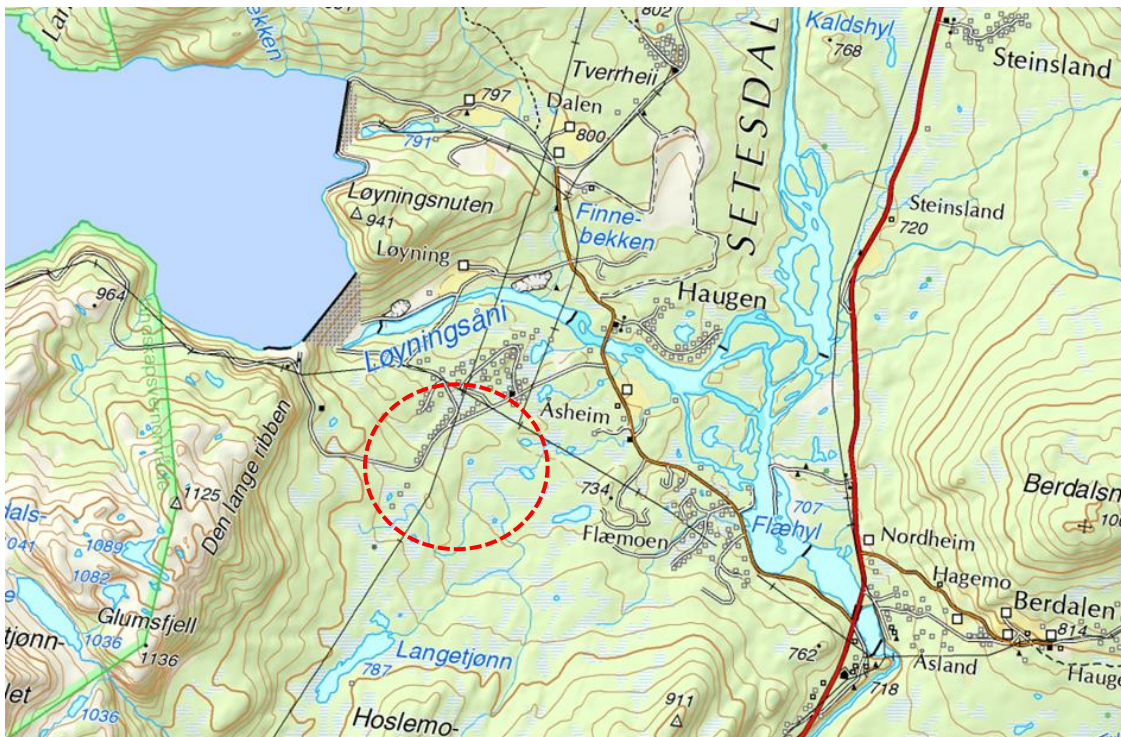 802
Kaldshyl
768
Steinsland
Tverrheii
SETESDAL
797
Dalen
800
791
Løyningsnuten
941
Finne-
bekken
Steinsland
720
Løyning
964
Haugen
Løyningsåni
Den lange ribben
Åsheim
1125
734
707
Berdalsn
Flæmoen
Flæhyl
Nordheim
1041
1089
Hagemo
1082
Berdalen
814
Glumsfjell
1036
1136
Langetjønn
787
762
Åsland
Hauge
718
1036
911
Hoslemo-